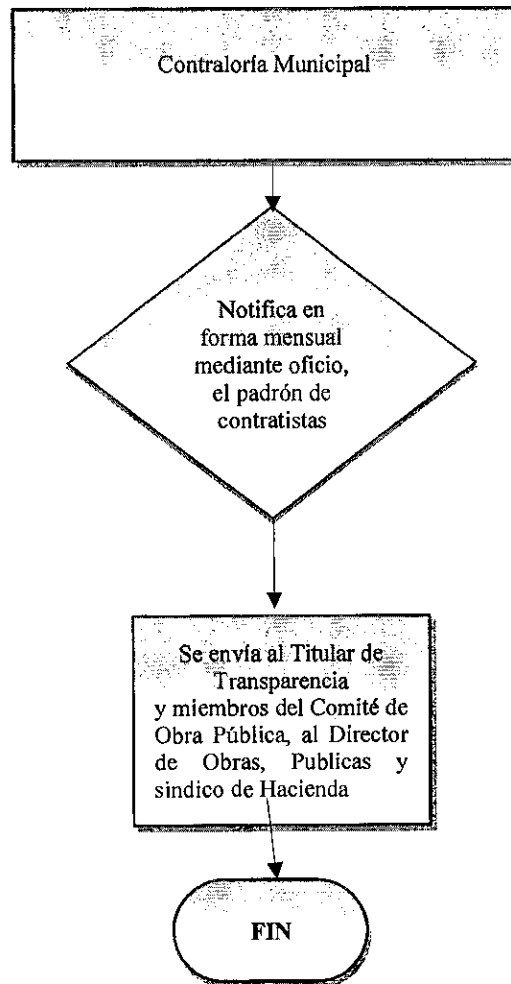 Contraloría Municipal
Notifica en
forma mensual
mediante oficio,
el padrón de
contratistas
Se envía al Titular de
Transparencia
y miembros del Comité de
Obra Pública, al Director
de Obras, Publicas y
sindico de Hacienda
FIN